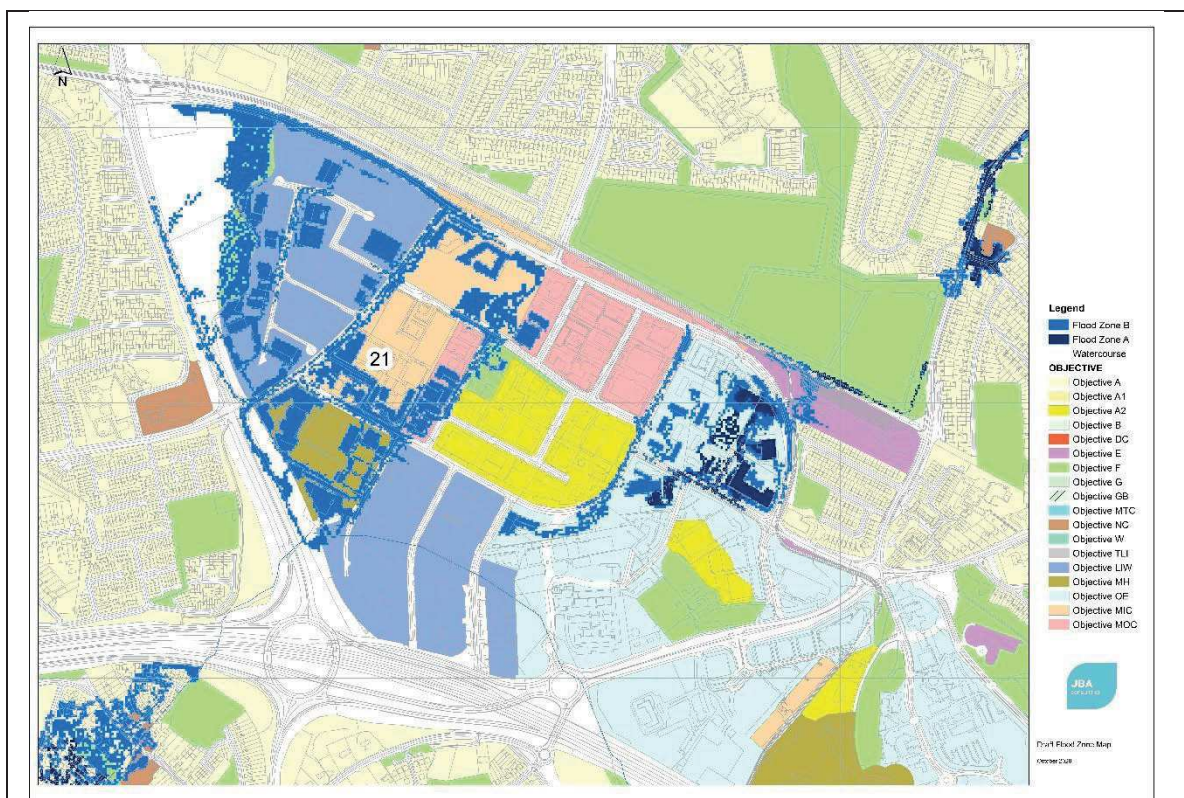 N
21
Legend
Flood Zone B
Flood Zone A
Watercourse
OBJECTIVE
Objective A
Objective A1
Objective A2
Objective B
Objective DC
Objective E
Objective F
Objective G
Objective GB
Objective MTC
Objective NC
Objective W
Objective TLI
Objective LIW
Objective MH
Objective OE
Objective MIC
Objective MOC
JBA
Draft Flood Zone Map
October